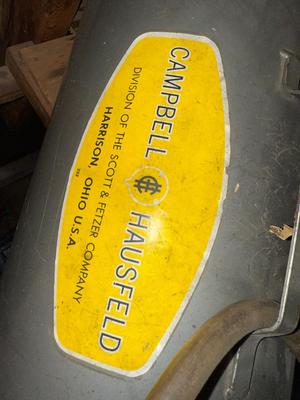 CAMPBELL HAUSFELD
DIVISION OF THE SCOTT & FETZER COMPANY
HARRISON, OHIO U.S.A.